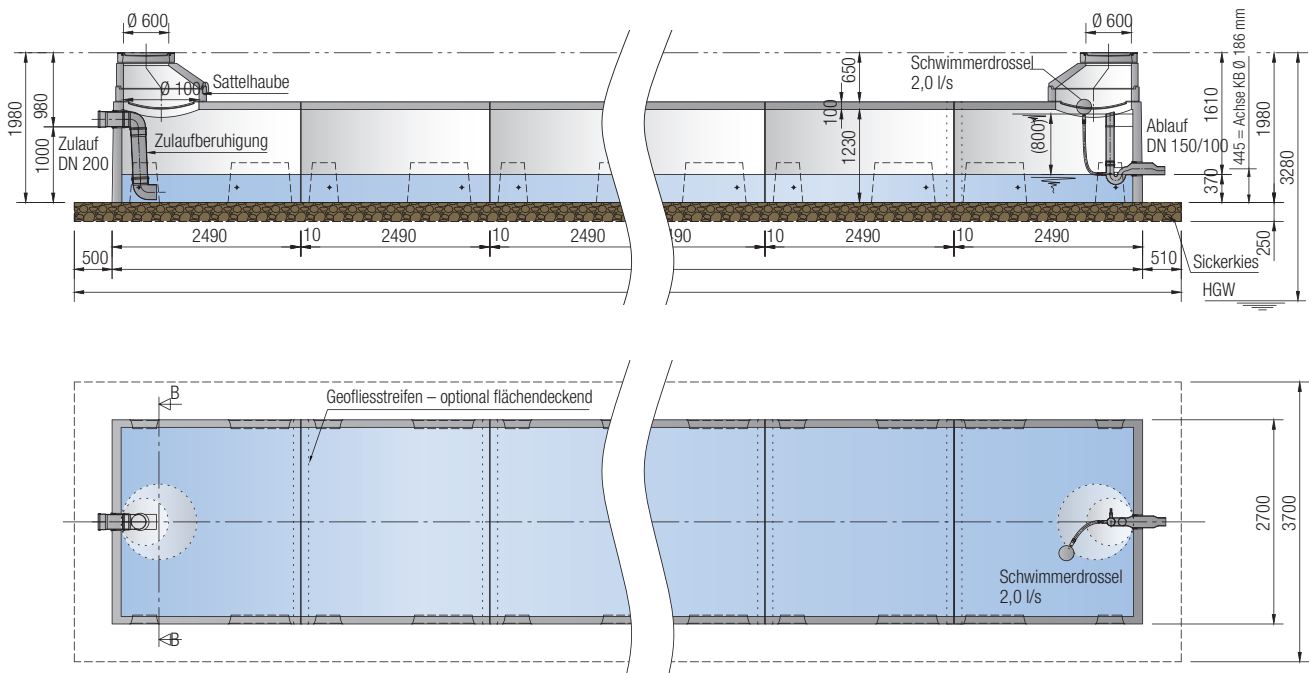 Ø 600
Ø 600
Sattelhaube
Ø 1000
Schwimmerdrossel
2,0 l/s
650
100
1230
(800)
1980
980
1000
Zulauf
DN 200
Zulaufberuhigung
Ablauf
DN 150/100
1610
370
445 = Achse KB Ø 186 mm
1980
3280
250
2490
10
2490
10
2490
2490
10
2490
10
2490
500
510
Sickerkies
HGW
B
Geofliesstreifen – optional flächendeckend
B
Schwimmerdrossel
2,0 l/s
2700
3700